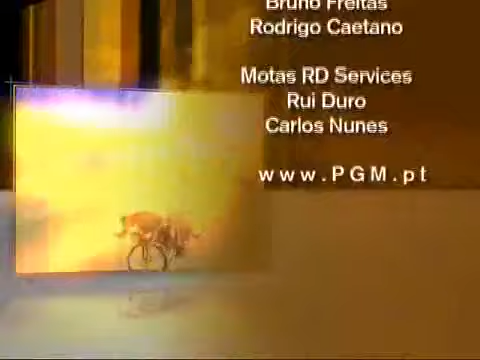 Bruno Freitas
Rodrigo Caetano
Motas RD Services
Rui Duro
Carlos Nunes
www.PGM.pt